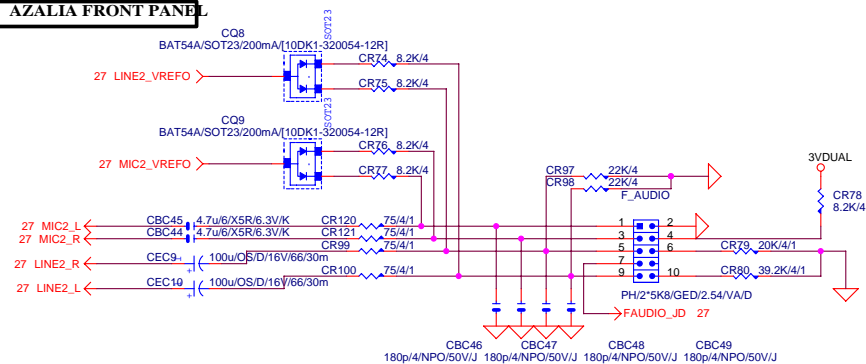 AZALIA FRONT PANEL
CQ8
BAT54A/SOT23/200mA/[10DK1-320054-12R]
SOT23
CR74 8.2K/4
27 LINE2_VREFO
CR75 8.2K/4
CQ9
BAT54A/SOT23/200mA/[10DK1-320054-12R]
SOT23
CR76 8.2K/4
27 MIC2_VREFO
CR77 8.2K/4
3VDUAL
CR97 22K/4
CR98 22K/4
F_AUDIO
CR78
8.2K/4
27 MIC2_L CBC45 4.7u/6/X5R/6.3V/K CR120 75/4/1 1 2
27 MIC2_R CBC44 4.7u/6/X5R/6.3V/K CR121 75/4/1 3 4
CR99 75/4/1 5 6 CR79 20K/4/1
27 LINE2_R CEC9 100u/OS/D/16V/66/30m 7
CR100 75/4/1 9 10 CR80 39.2K/4/1
27 LINE2_L CEC10 100u/OS/D/16V/66/30m
PH/2*5K8/GED/2.54/VA/D
FAUDIO_JD 27
CBC46 CBC47 CBC48 CBC49
180p/4/NPO/50V/J 180p/4/NPO/50V/J 180p/4/NPO/50V/J 180p/4/NPO/50V/J